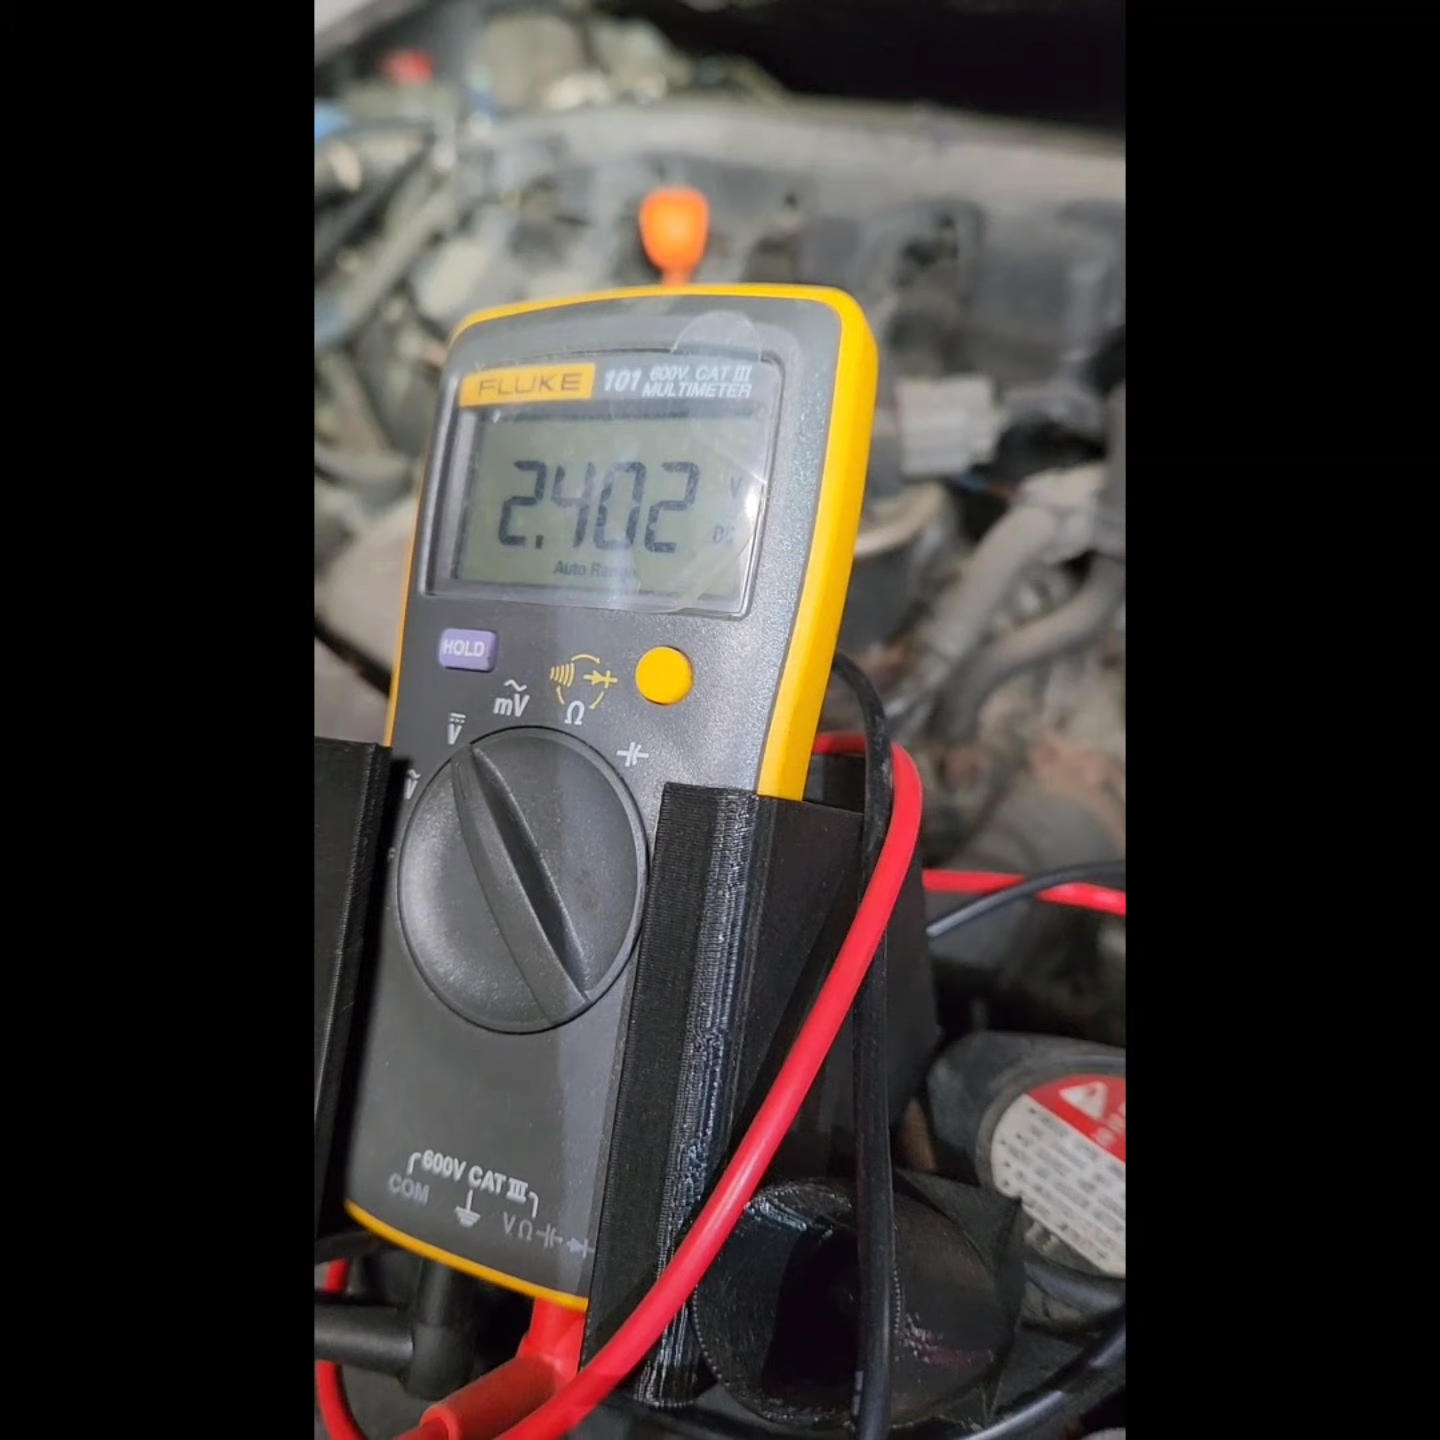 FLUKE 101 600V CAT III
MULTIMETER
2.402 V
DC
Auto Range
HOLD
mV
V
Ω
V
600V CAT III
COM
VΩ